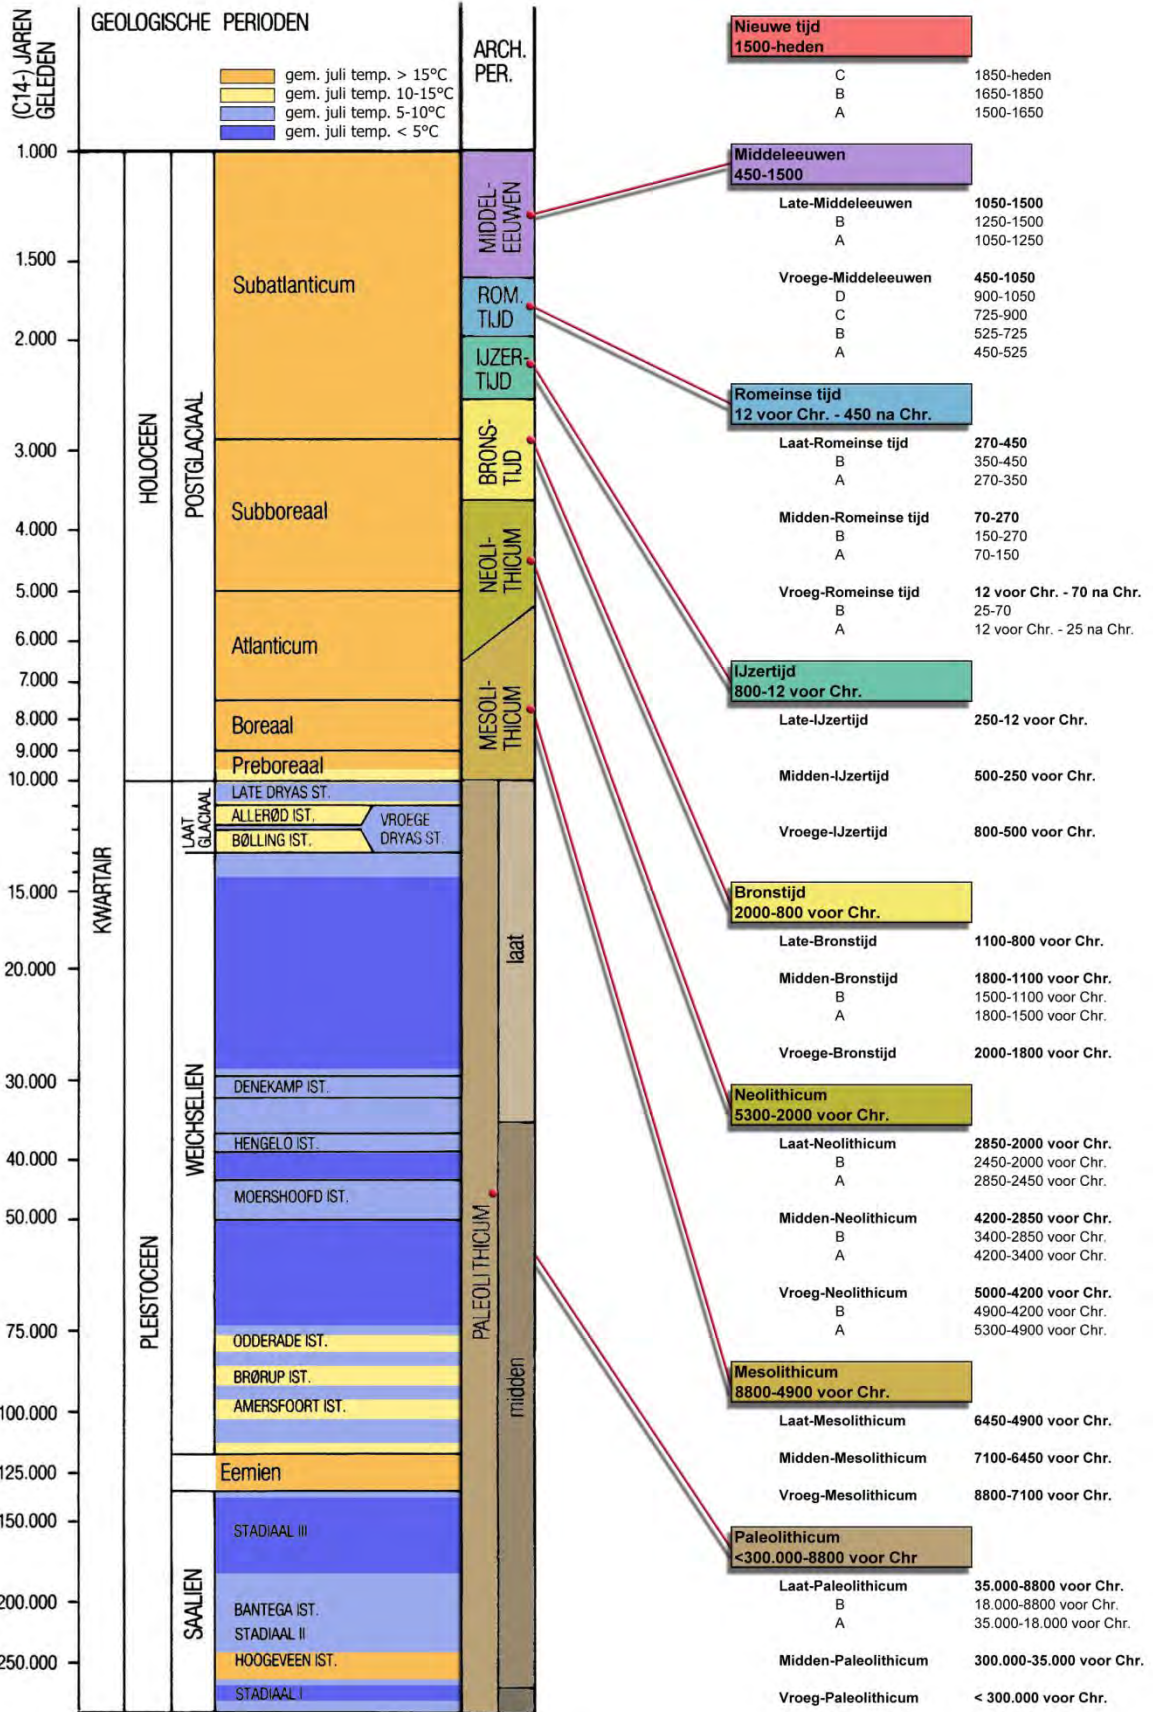 GEOLOGISCHE PERIODEN
(C14-) JAREN
GELEDEN
gem. juli temp. > 15°C
gem. juli temp. 10-15°C
gem. juli temp. 5-10°C
gem. juli temp. < 5°C
ARCH.
PER.
1.000
1.500
2.000
3.000
4.000
5.000
6.000
7.000
8.000
9.000
10.000
15.000
20.000
30.000
40.000
50.000
75.000
100.000
125.000
150.000
200.000
250.000
KWARTAIR
HOLOCEEN
PLEISTOCEEN
POSTGLACIAAL
LAAT
GLACIAAL
WEICHSELIEN
SAALIEN
Subatlanticum
Subboreaal
Atlanticum
Boreaal
Preboreaal
LATE DRYAS ST.
ALLERØD IST.
VROEGE
DRYAS ST.
BØLLING IST.
DENEKAMP IST.
HENGELO IST.
MOERSHOOFD IST.
ODDERADE IST.
BRØRUP IST.
AMERSFOORT IST.
Eemien
STADIAAL III
BANTEGA IST.
STADIAAL II
HOOGEVEEN IST.
STADIAAL I
MIDDEL-
EEUWEN
ROM.
TIJD
IJZER-
TIJD
BRONS-
TIJD
NEOLI-
THICUM
MESOLI-
THICUM
PALEOLITHICUM
laat
midden
Nieuwe tijd
1500-heden
C 1850-heden
B 1650-1850
A 1500-1650
Middeleeuwen
450-1500
Late-Middeleeuwen 1050-1500
B 1250-1500
A 1050-1250
Vroege-Middeleeuwen 450-1050
D 900-1050
C 725-900
B 525-725
A 450-525
Romeinse tijd
12 voor Chr. - 450 na Chr.
Laat-Romeinse tijd 270-450
B 350-450
A 270-350
Midden-Romeinse tijd 70-270
B 150-270
A 70-150
Vroeg-Romeinse tijd 12 voor Chr. - 70 na Chr.
B 25-70
A 12 voor Chr. - 25 na Chr.
IJzertijd
800-12 voor Chr.
Late-IJzertijd 250-12 voor Chr.
Midden-IJzertijd 500-250 voor Chr.
Vroege-IJzertijd 800-500 voor Chr.
Bronstijd
2000-800 voor Chr.
Late-Bronstijd 1100-800 voor Chr.
Midden-Bronstijd 1800-1100 voor Chr.
B 1500-1100 voor Chr.
A 1800-1500 voor Chr.
Vroege-Bronstijd 2000-1800 voor Chr.
Neolithicum
5300-2000 voor Chr.
Laat-Neolithicum 2850-2000 voor Chr.
B 2450-2000 voor Chr.
A 2850-2450 voor Chr.
Midden-Neolithicum 4200-2850 voor Chr.
B 3400-2850 voor Chr.
A 4200-3400 voor Chr.
Vroeg-Neolithicum 5000-4200 voor Chr.
B 4900-4200 voor Chr.
A 5300-4900 voor Chr.
Mesolithicum
8800-4900 voor Chr.
Laat-Mesolithicum 6450-4900 voor Chr.
Midden-Mesolithicum 7100-6450 voor Chr.
Vroeg-Mesolithicum 8800-7100 voor Chr.
Paleolithicum
<300.000-8800 voor Chr
Laat-Paleolithicum 35.000-8800 voor Chr.
B 18.000-8800 voor Chr.
A 35.000-18.000 voor Chr.
Midden-Paleolithicum 300.000-35.000 voor Chr.
Vroeg-Paleolithicum < 300.000 voor Chr.